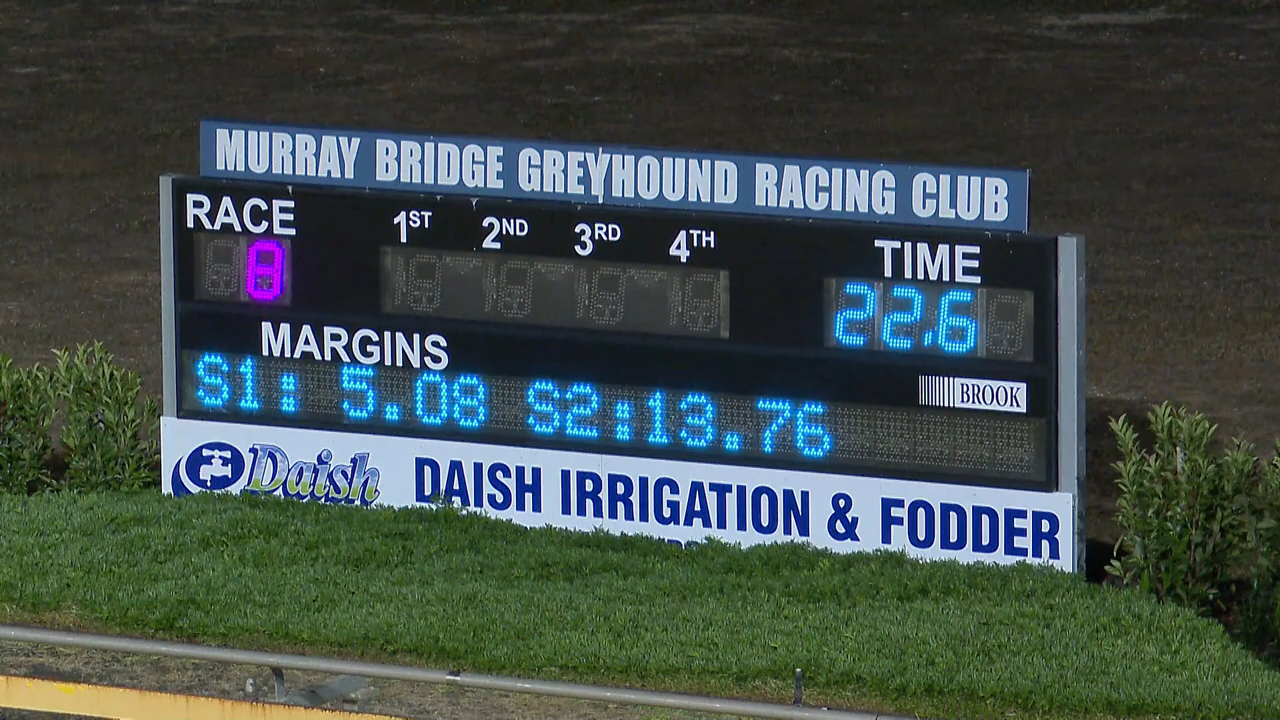 MURRAY BRIDGE GREYHOUND RACING CLUB
RACE 1ST 2ND 3RD 4TH TIME
8 22.6
MARGINS
BROOK
S1: 5.08 S2:13.76
Daish DAISH IRRIGATION & FODDER